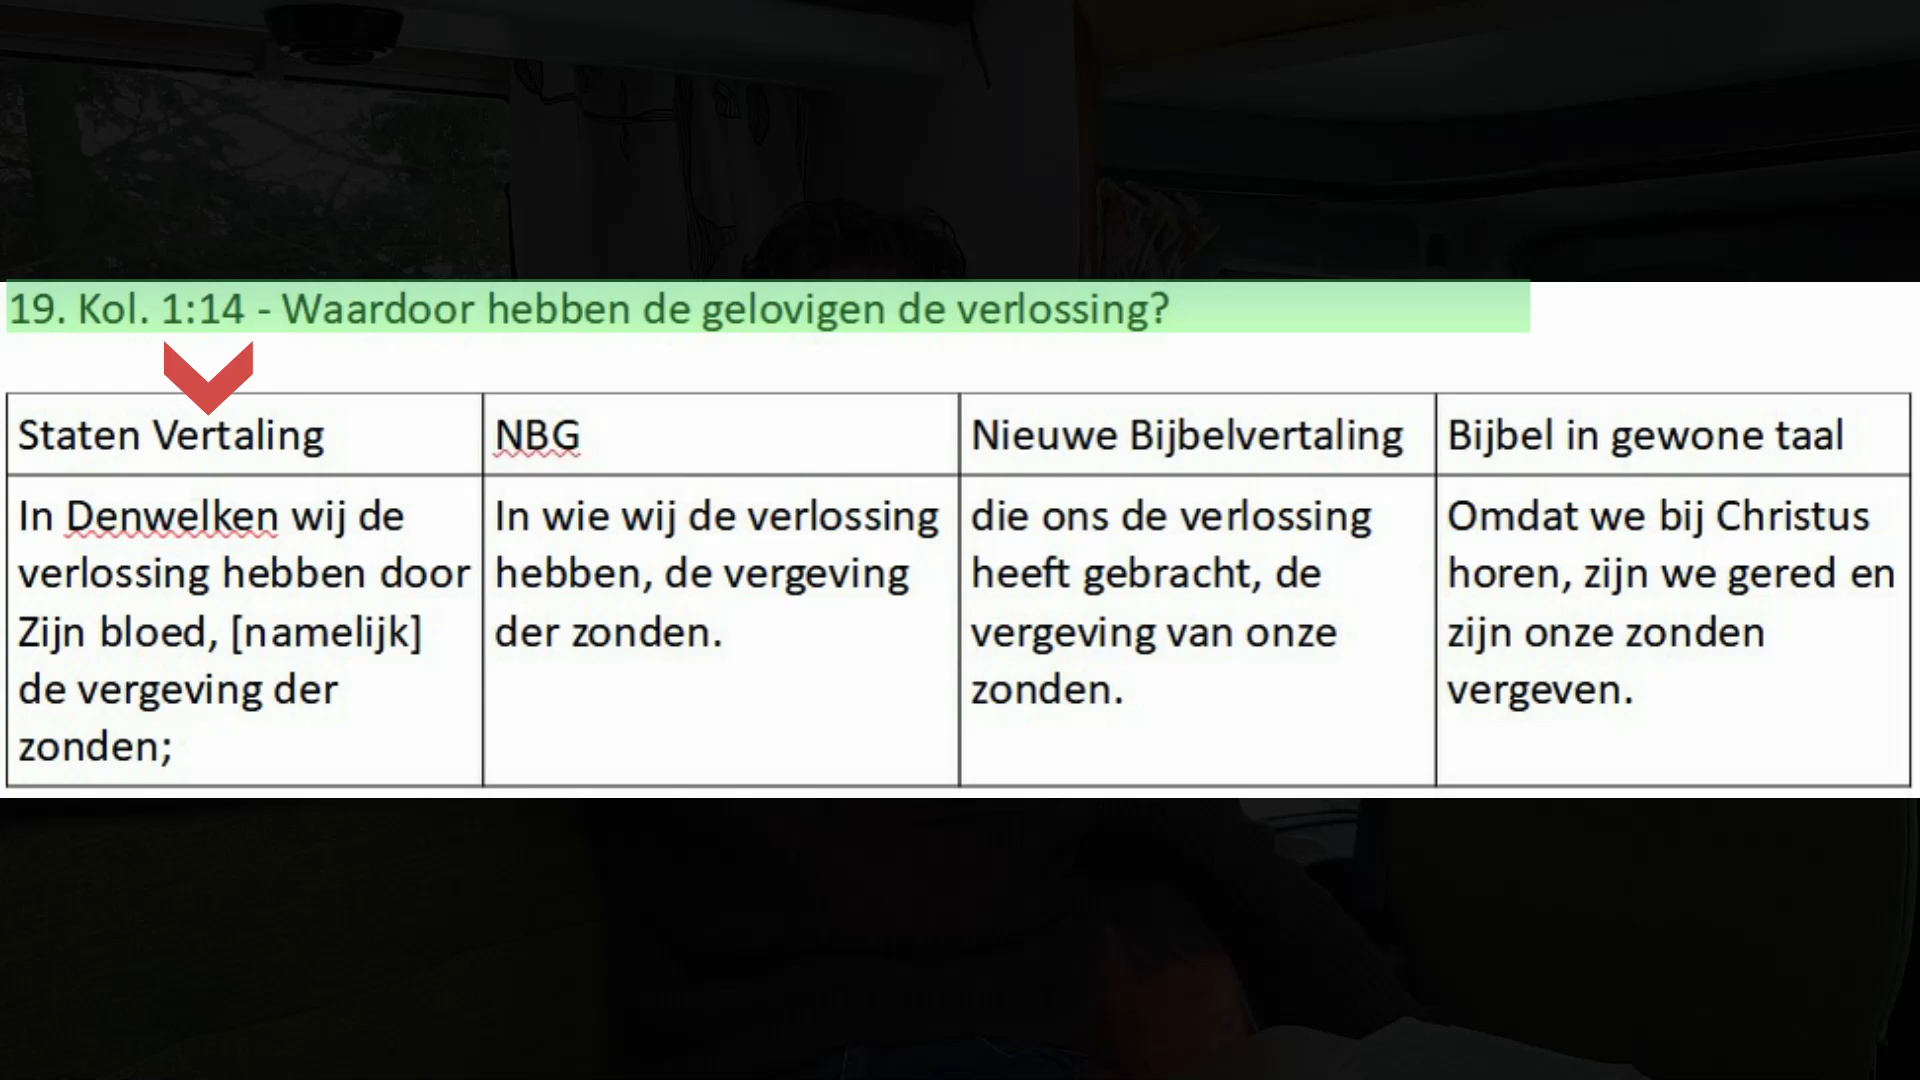 19. Kol. 1:14 - Waardoor hebben de gelovigen de verlossing?
Staten Vertaling
NBG
Nieuwe Bijbelvertaling
Bijbel in gewone taal
In Denwelken wij de
verlossing hebben door
Zijn bloed, [namelijk]
de vergeving der
zonden;
In wie wij de verlossing
hebben, de vergeving
der zonden.
die ons de verlossing
heeft gebracht, de
vergeving van onze
zonden.
Omdat we bij Christus
horen, zijn we gered en
zijn onze zonden
vergeven.